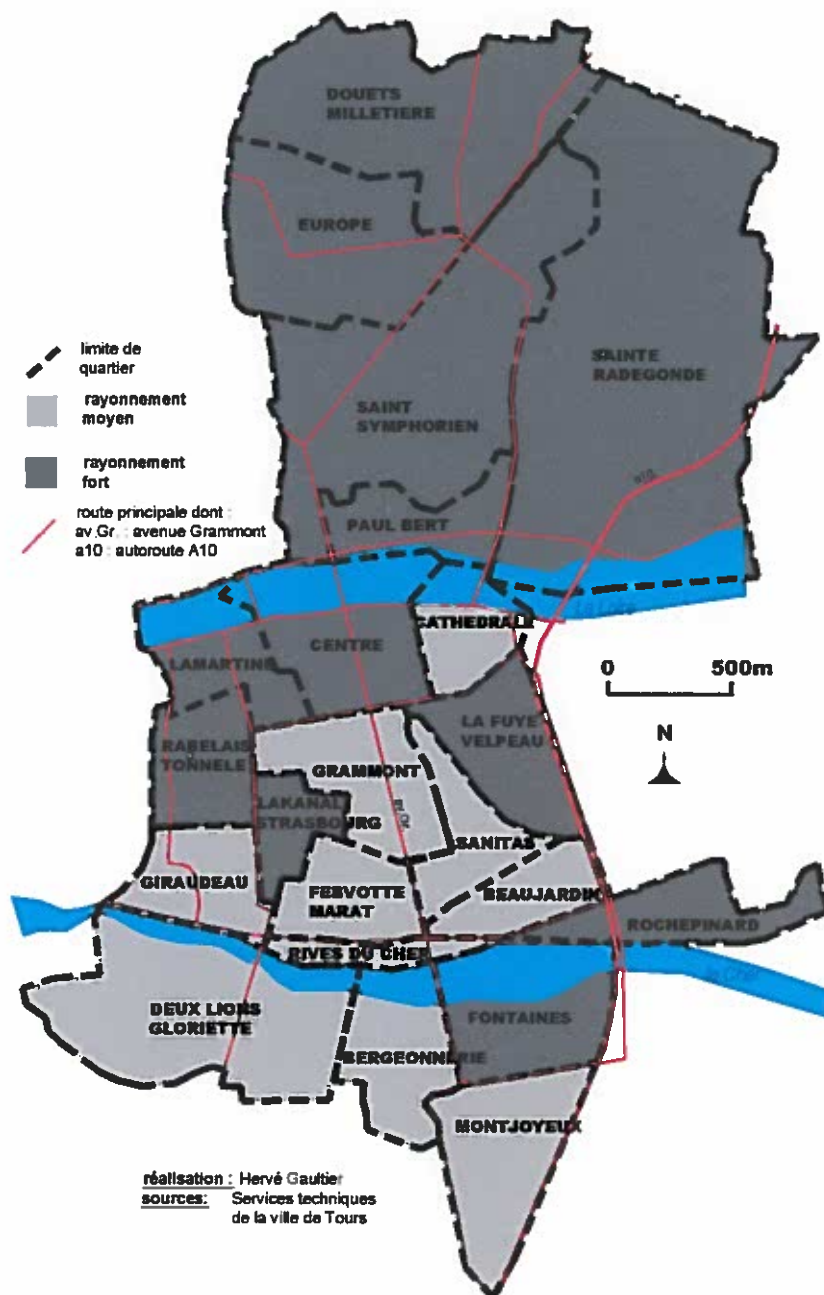 DOUETS
MILLETIERE
EUROPE
SAINTE
RADEGONDE
SAINT
SYMPHORIEN
PAUL BERT
a10
limite de
quartier
rayonnement
moyen
rayonnement
fort
route principale dont :
av.Gr. : avenue Grammont
a10 : autoroute A10
La Loire
CATHEDRALE
CENTRE
LAMARTINE
0 500m
LA FUYE
VELPEAU
N
RABELAIS
TONNELE
GRAMMONT
LAKANAL
STRASBOURG
av.Gr.
SANITAS
GIRAUDEAU
FEBVOTTE
MARAT
BEAUJARDIN
ROCHEPINARD
RIVES DU CHER
le Cher
DEUX LIONS
GLORIETTE
FONTAINES
BERGEONNERIE
MONTJOYEUX
réalisation : Hervé Gaultier
sources: Services techniques
de la ville de Tours